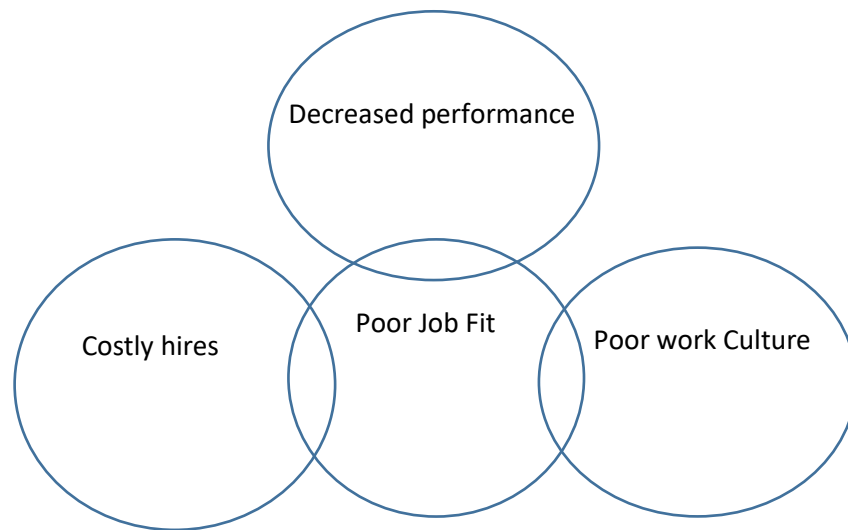 Decreased performance
Costly hires
Poor Job Fit
Poor work Culture